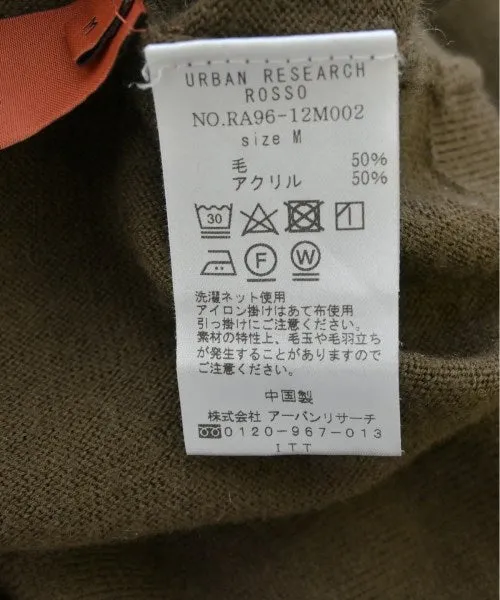 M
URBAN RESEARCH
ROSSO
NO.RA96-12M002
size M
毛 50%
アクリル 50%
30
F W
洗濯ネット使用
アイロン掛けはあて布使用
引っ掛けにご注意ください。
素材の特性上、毛玉や毛羽立ち
が発生することがありますので
ご注意ください。
中国製
株式会社 アーバンリサーチ
0120-967-013
ITT